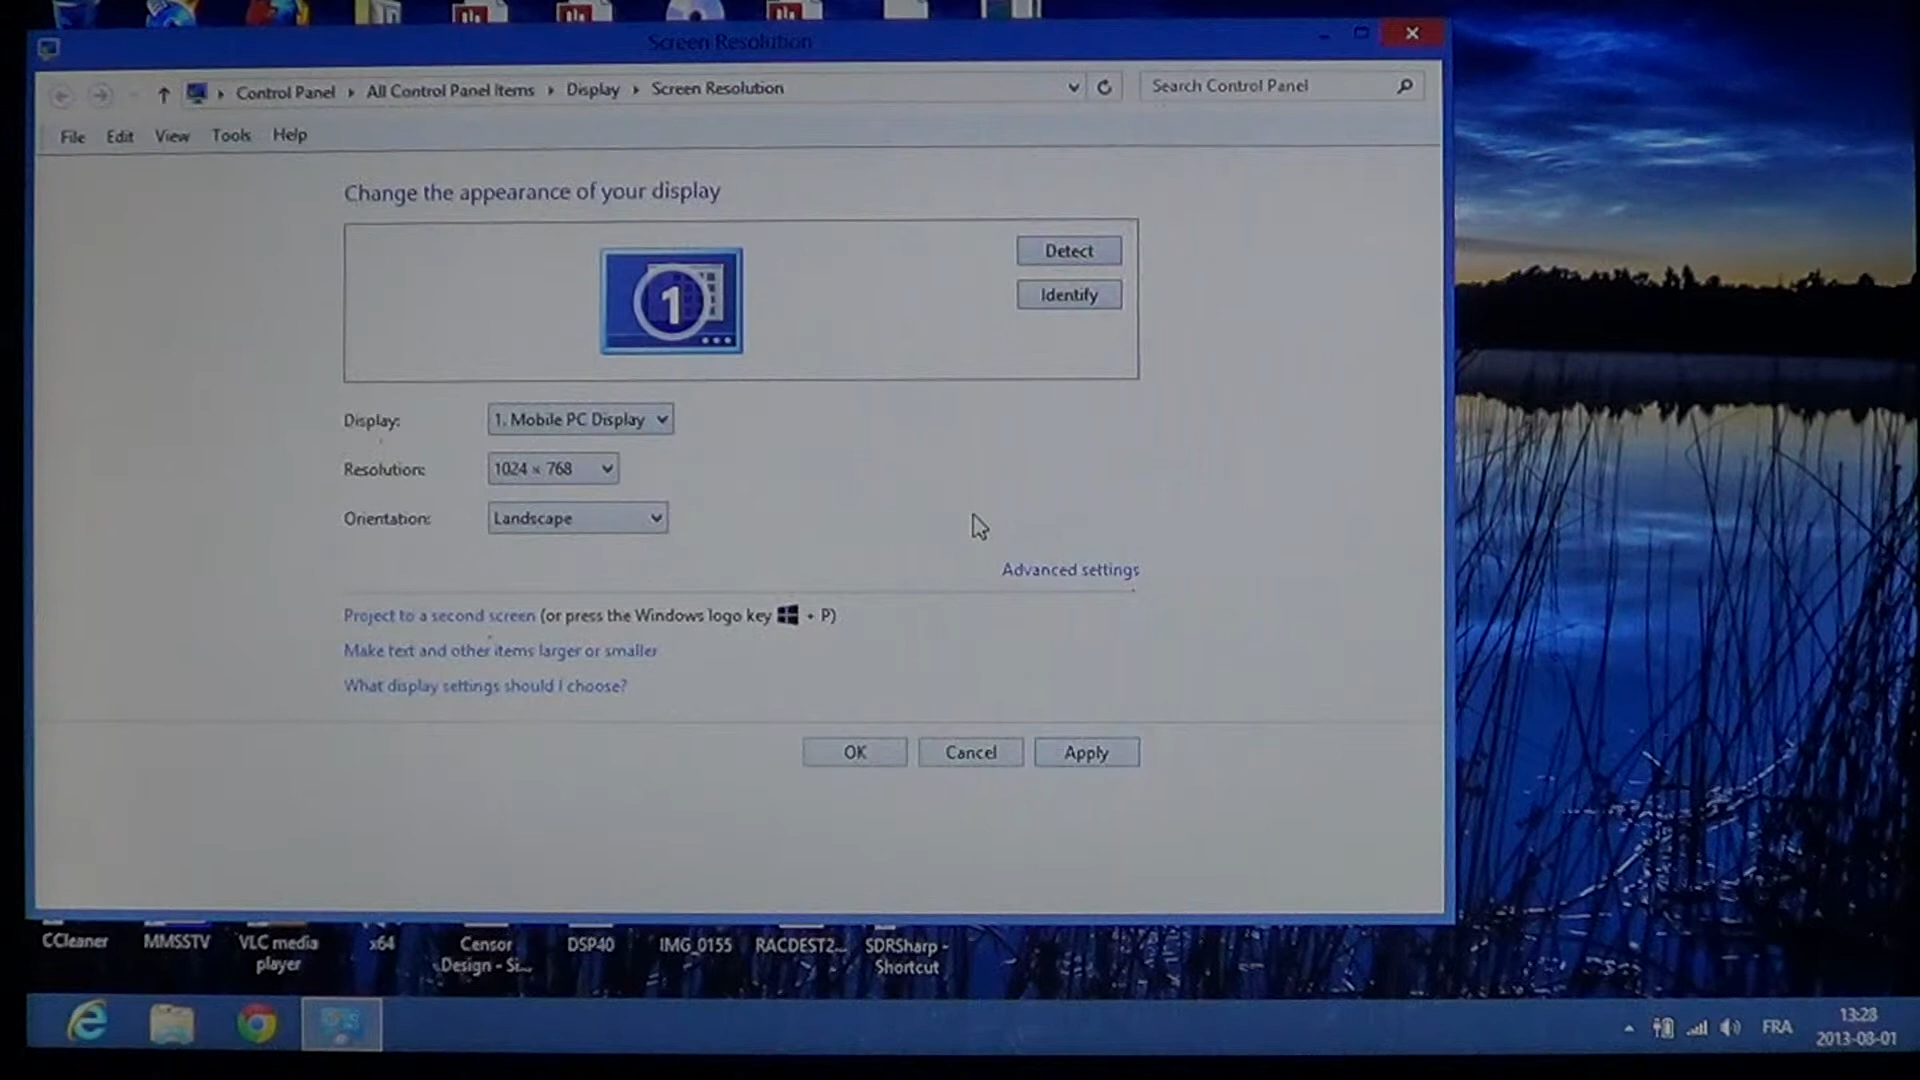 Screen Resolution
Control Panel All Control Panel Items Display Screen Resolution
Search Control Panel
File Edit View Tools Help
Change the appearance of your display
1
Detect
Identify
Display: 1. Mobile PC Display
Resolution: 1024 × 768
Orientation: Landscape
Advanced settings
Project to a second screen (or press the Windows logo key + P)
Make text and other items larger or smaller
What display settings should I choose?
OK Cancel Apply
CCleaner
MMSSTV
VLC media
player
x64
Censor
Design - Si...
DSP40
IMG_0155
RACDEST2...
SDRSharp -
Shortcut
FRA
13:28
2013-03-01